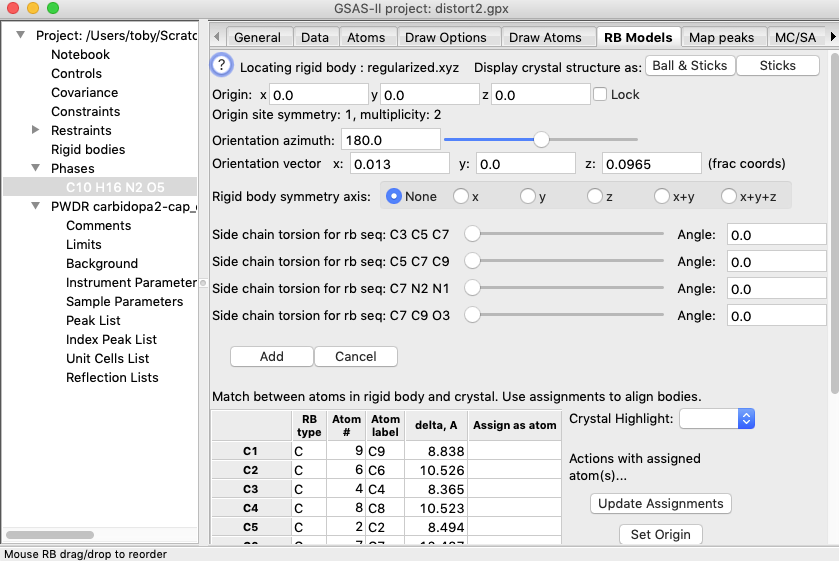 GSAS-II project: distort2.gpx
Project: /Users/toby/Scratc
Notebook
Controls
Covariance
Constraints
Restraints
Rigid bodies
Phases
C10 H16 N2 O5
PWDR carbidopa2-cap_
Comments
Limits
Background
Instrument Parameter
Sample Parameters
Peak List
Index Peak List
Unit Cells List
Reflection Lists
General Data Atoms Draw Options Draw Atoms RB Models Map peaks MC/SA
? Locating rigid body : regularized.xyz Display crystal structure as: Ball & Sticks Sticks
Origin: x 0.0 y 0.0 z 0.0 Lock
Origin site symmetry: 1, multiplicity: 2
Orientation azimuth: 180.0
Orientation vector x: 0.013 y: 0.0 z: 0.0965 (frac coords)
Rigid body symmetry axis: None x y z x+y x+y+z
Side chain torsion for rb seq: C3 C5 C7 Angle: 0.0
Side chain torsion for rb seq: C5 C7 C9 Angle: 0.0
Side chain torsion for rb seq: C7 N2 N1 Angle: 0.0
Side chain torsion for rb seq: C7 C9 O3 Angle: 0.0
Add Cancel
Match between atoms in rigid body and crystal. Use assignments to align bodies.
RB type Atom # Atom label delta, A Assign as atom
C1 C 9 C9 8.838
C2 C 6 C6 10.526
C3 C 4 C4 8.365
C4 C 8 C8 10.523
C5 C 2 C2 8.494
Crystal Highlight:
Actions with assigned
atom(s)...
Update Assignments
Set Origin
Mouse RB drag/drop to reorder